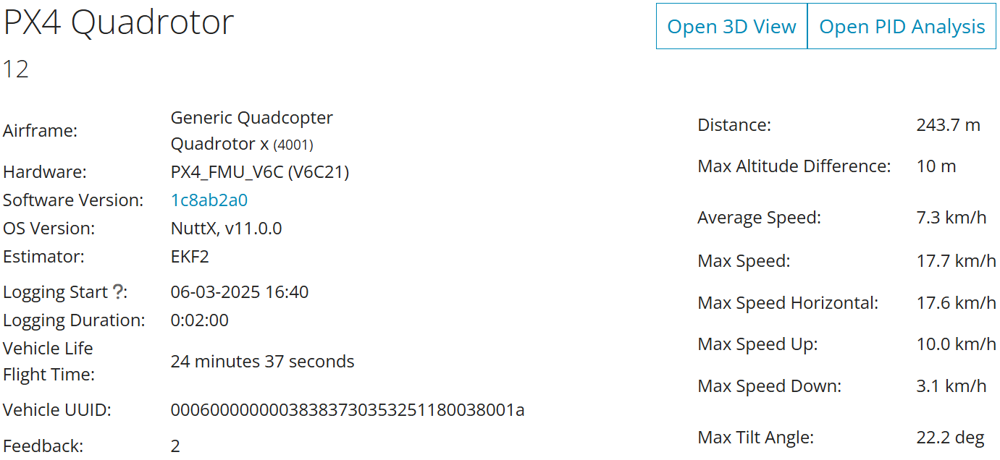 PX4 Quadrotor
Open 3D View
Open PID Analysis
12
Airframe:
Generic Quadcopter
Quadrotor x (4001)
Hardware:
PX4_FMU_V6C (V6C21)
Software Version:
1c8ab2a0
OS Version:
NuttX, v11.0.0
Estimator:
EKF2
Logging Start ?:
06-03-2025 16:40
Logging Duration:
0:02:00
Vehicle Life
Flight Time:
24 minutes 37 seconds
Vehicle UUID:
00060000000038383730353251180038001a
Feedback:
2
Distance:
243.7 m
Max Altitude Difference:
10 m
Average Speed:
7.3 km/h
Max Speed:
17.7 km/h
Max Speed Horizontal:
17.6 km/h
Max Speed Up:
10.0 km/h
Max Speed Down:
3.1 km/h
Max Tilt Angle:
22.2 deg